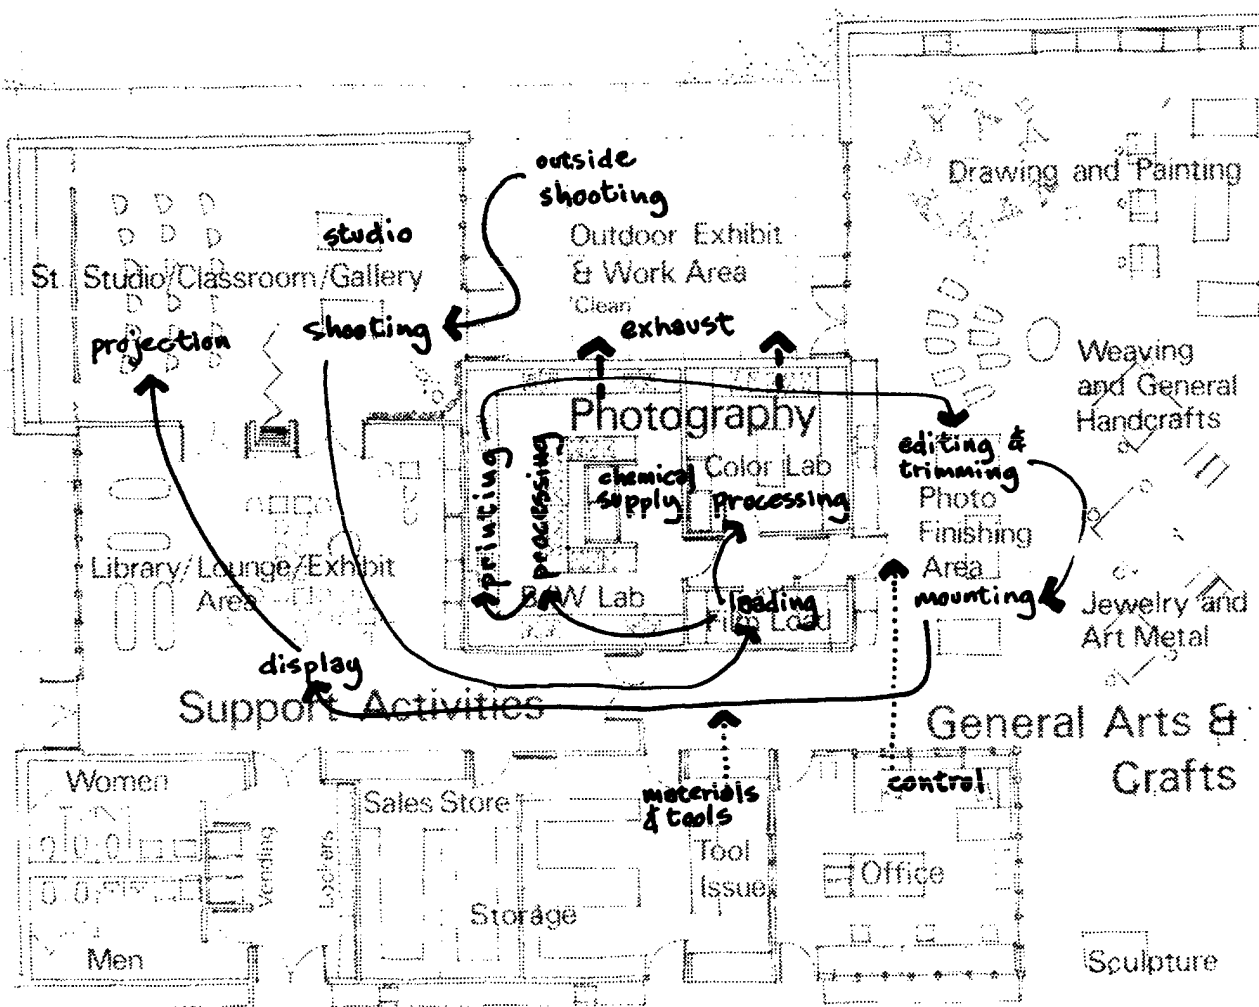 outside
shooting
Drawing and Painting
studio
Outdoor Exhibit
& Work Area
'Clean'
St. Studio/Classroom/Gallery
projection
shooting
exhaust
Weaving
and General
Handcrafts
Photography
editing &
trimming
printing
processing
chemical
supply
Color Lab
processing
Photo
Finishing
Area
Library/Lounge/Exhibit
Area
B&W Lab
loading
Film Load
mounting
Jewelry and
Art Metal
display
Support Activities
General Arts &
Crafts
Women
Sales Store
materials
& tools
control
Vending
Lockers
Tool
Issue
Office
Storage
Men
Sculpture